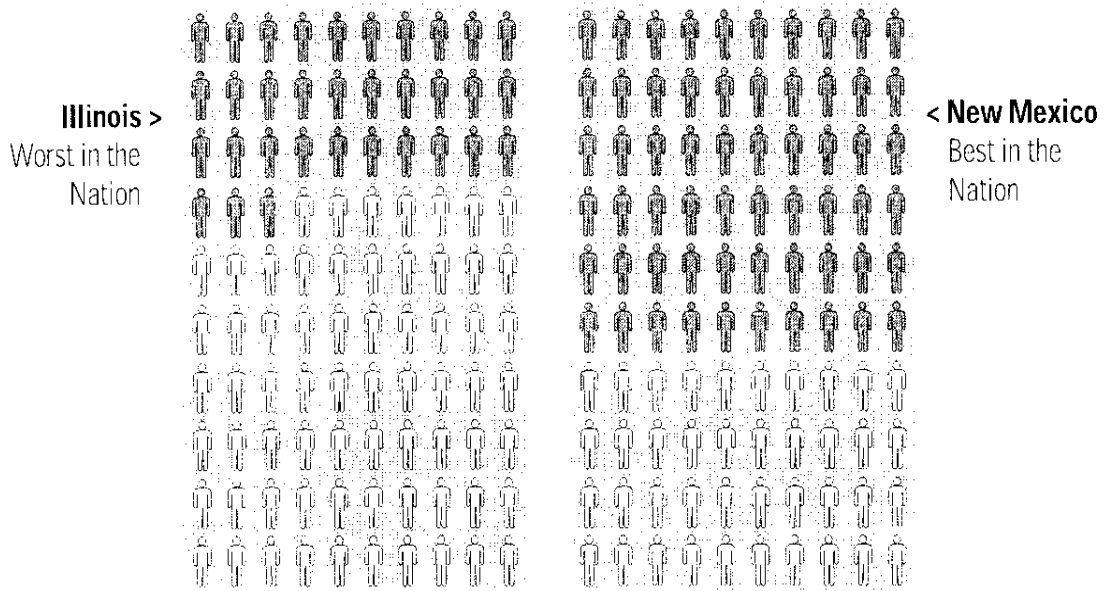 Illinois >
Worst in the
Nation
< New Mexico
Best in the
Nation